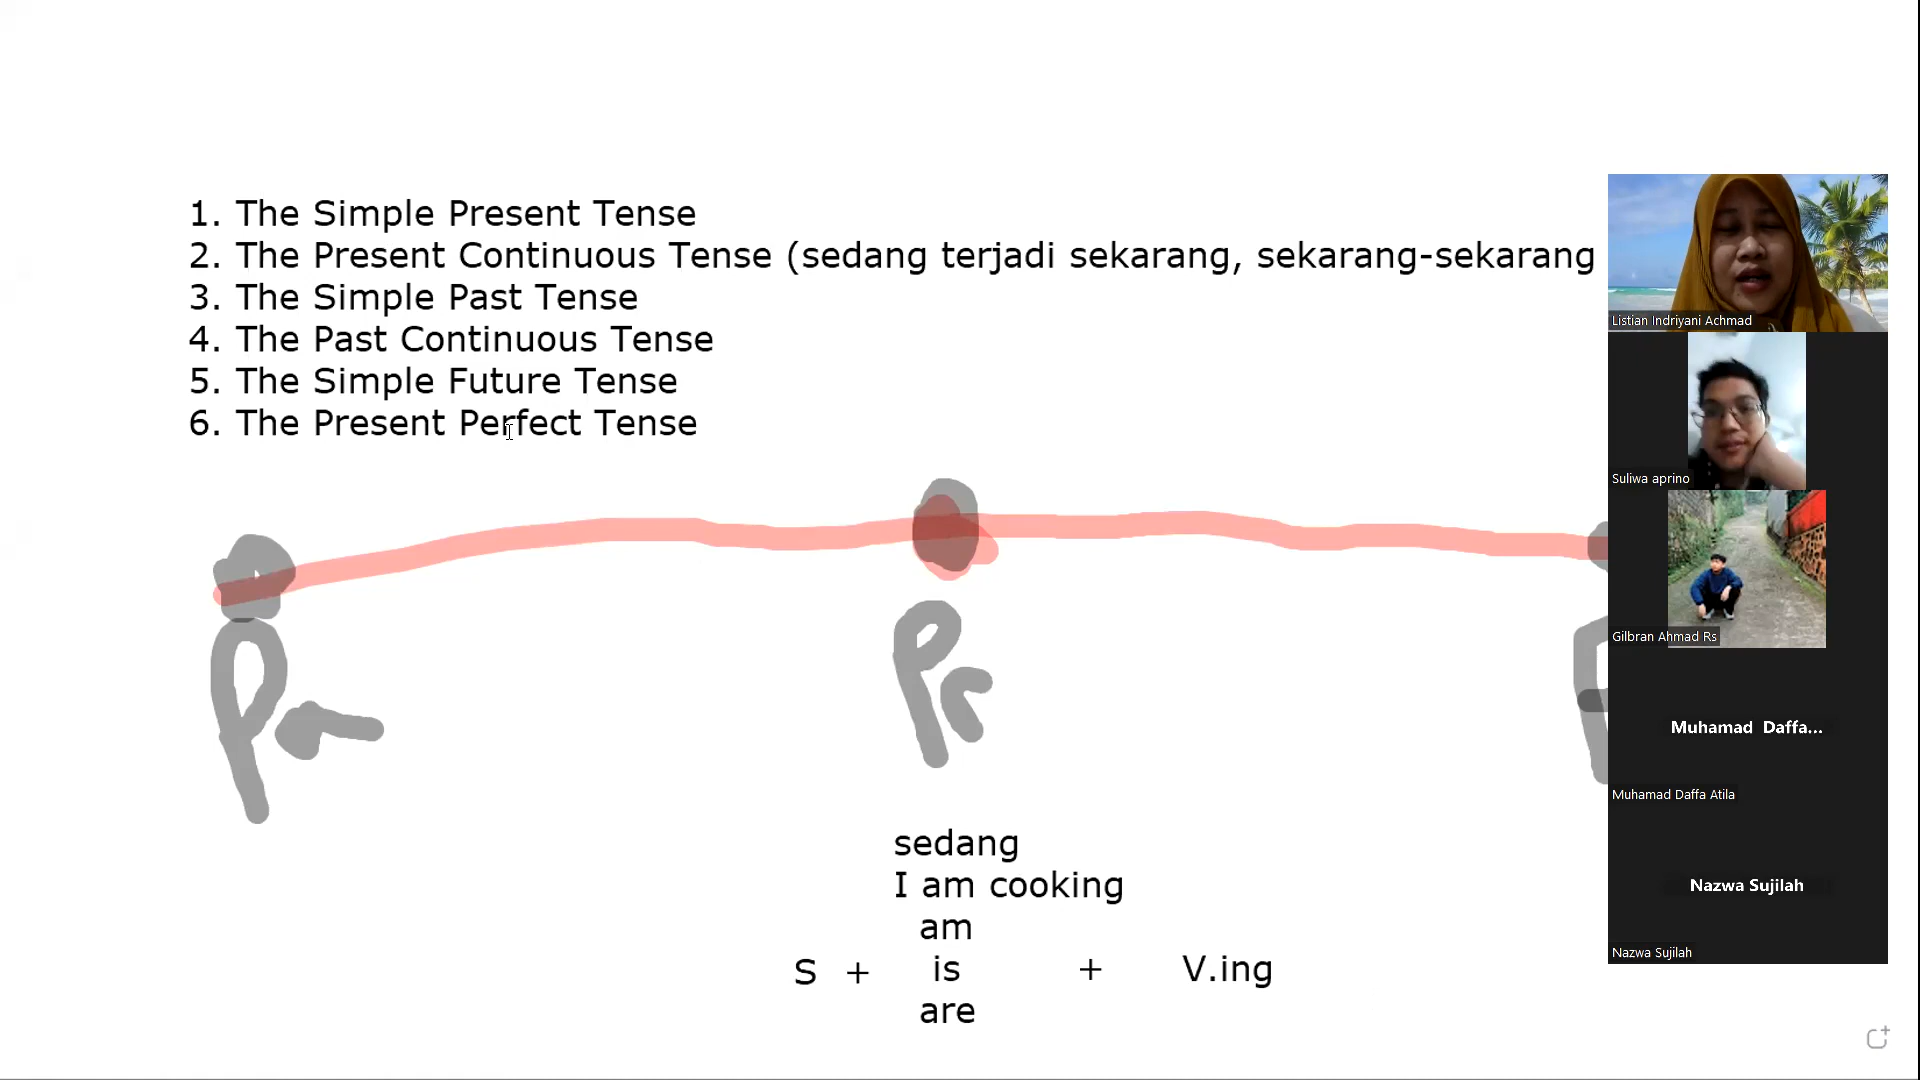 1. The Simple Present Tense
2. The Present Continuous Tense (sedang terjadi sekarang, sekarang-sekarang
3. The Simple Past Tense
4. The Past Continuous Tense
5. The Simple Future Tense
6. The Present Perfect Tense
Pa
Pr
sedang
I am cooking
am
S + is + V.ing
are
Listian Indriyani Achmad
Suliwa aprino
Gilbran Ahmad Rs
Muhamad Daffa...
Muhamad Daffa Atila
Nazwa Sujilah
Nazwa Sujilah